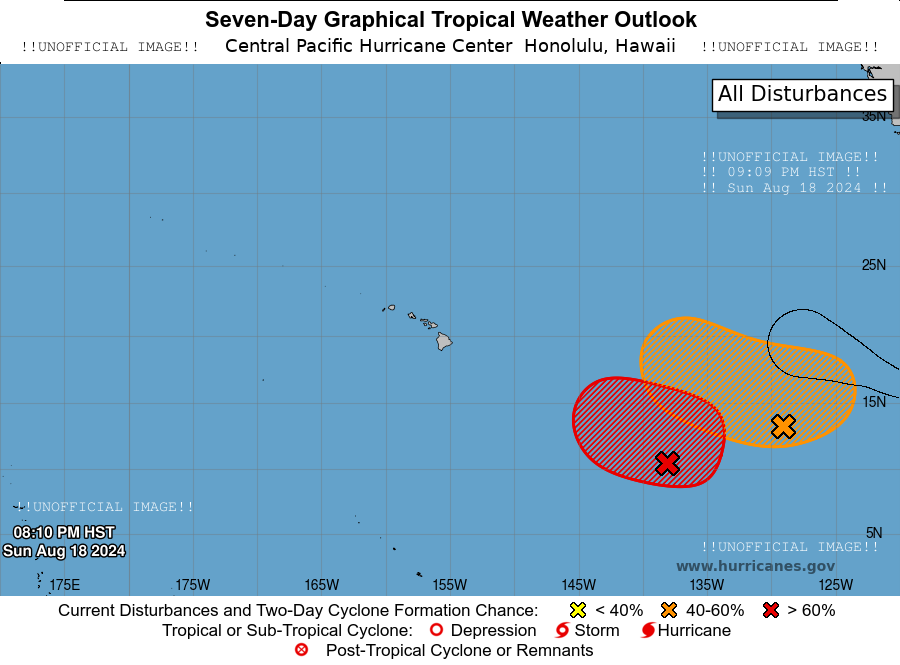 Seven-Day Graphical Tropical Weather Outlook
!!UNOFFICIAL IMAGE!! Central Pacific Hurricane Center Honolulu, Hawaii !!UNOFFICIAL IMAGE!!
All Disturbances
35N
!!UNOFFICIAL IMAGE!!
!! 09:09 PM HST !!
!! Sun Aug 18 2024 !!
25N
15N
!!UNOFFICIAL IMAGE!!
08:10 PM HST
5N
Sun Aug 18 2024
!!UNOFFICIAL IMAGE!!
www.hurricanes.gov
175E 175W 165W 155W 145W 135W 125W
Current Disturbances and Two-Day Cyclone Formation Chance: < 40% 40-60% > 60%
Tropical or Sub-Tropical Cyclone: Depression Storm Hurricane
Post-Tropical Cyclone or Remnants